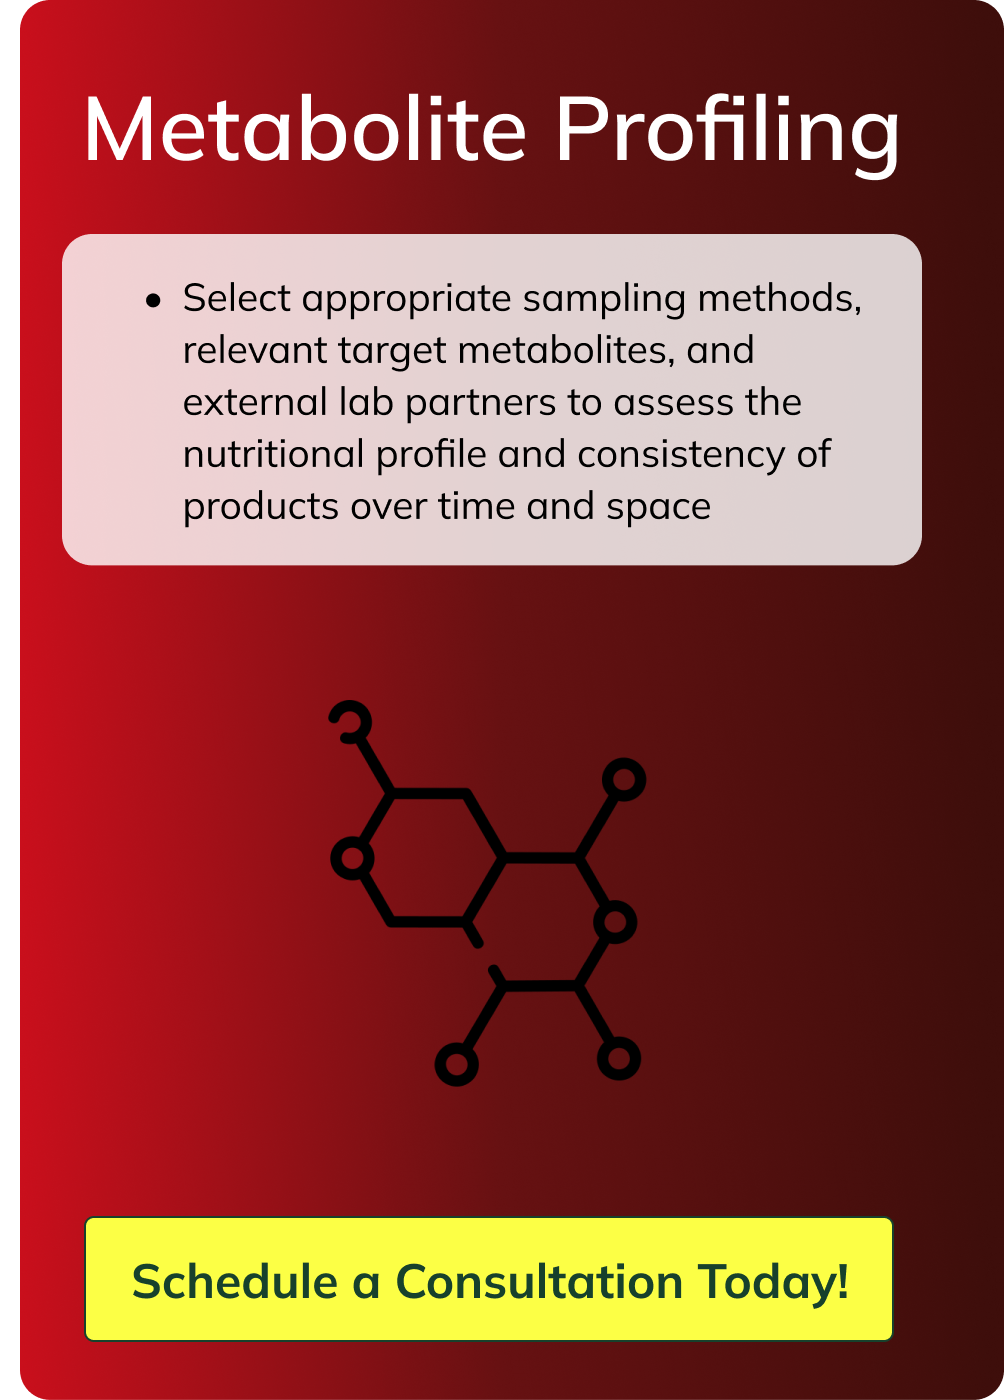 Metabolite Profiling
• Select appropriate sampling methods,
relevant target metabolites, and
external lab partners to assess the
nutritional profile and consistency of
products over time and space
Schedule a Consultation Today!